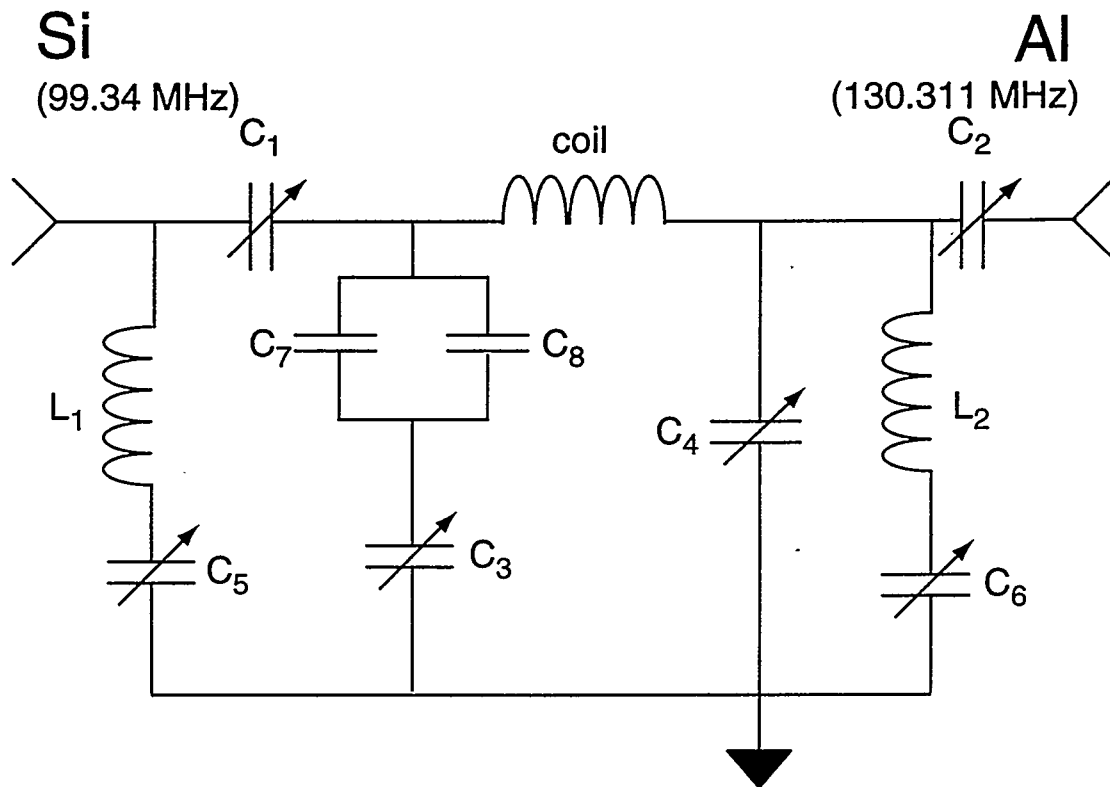 Si
(99.34 MHz)
Al
(130.311 MHz)
C1
coil
C2
C7
C8
L1
C4
L2
C5
C3
C6